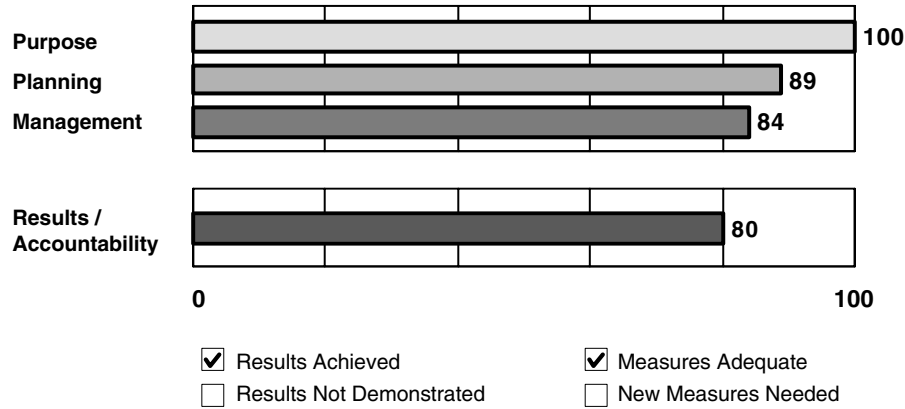 Purpose 100
Planning 89
Management 84
Results /
Accountability 80
0 100
Results Achieved Measures Adequate
Results Not Demonstrated New Measures Needed